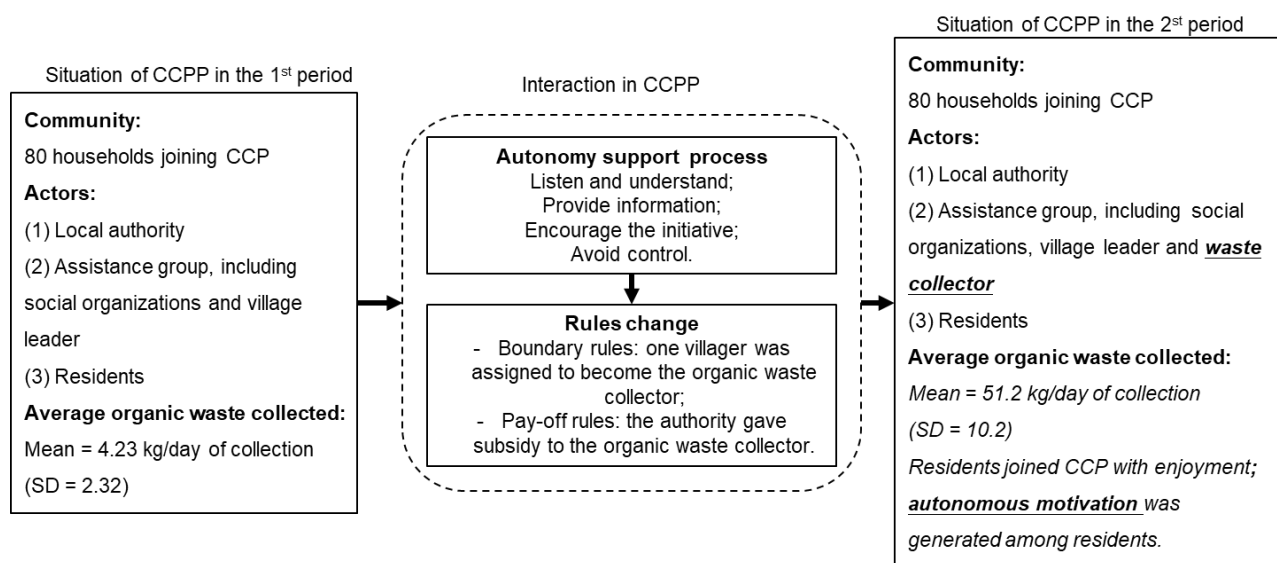 Situation of CCPP in the 1st period
Community:
80 households joining CCP
Actors:
(1) Local authority
(2) Assistance group, including
social organizations and village
leader
(3) Residents
Average organic waste collected:
Mean = 4.23 kg/day of collection
(SD = 2.32)
Interaction in CCPP
Autonomy support process
Listen and understand;
Provide information;
Encourage the initiative;
Avoid control.
Rules change
- Boundary rules: one villager was
assigned to become the organic waste
collector;
- Pay-off rules: the authority gave
subsidy to the organic waste collector.
Situation of CCPP in the 2st period
Community:
80 households joining CCP
Actors:
(1) Local authority
(2) Assistance group, including social
organizations, village leader and waste
collector
(3) Residents
Average organic waste collected:
Mean = 51.2 kg/day of collection
(SD = 10.2)
Residents joined CCP with enjoyment;
autonomous motivation was
generated among residents.